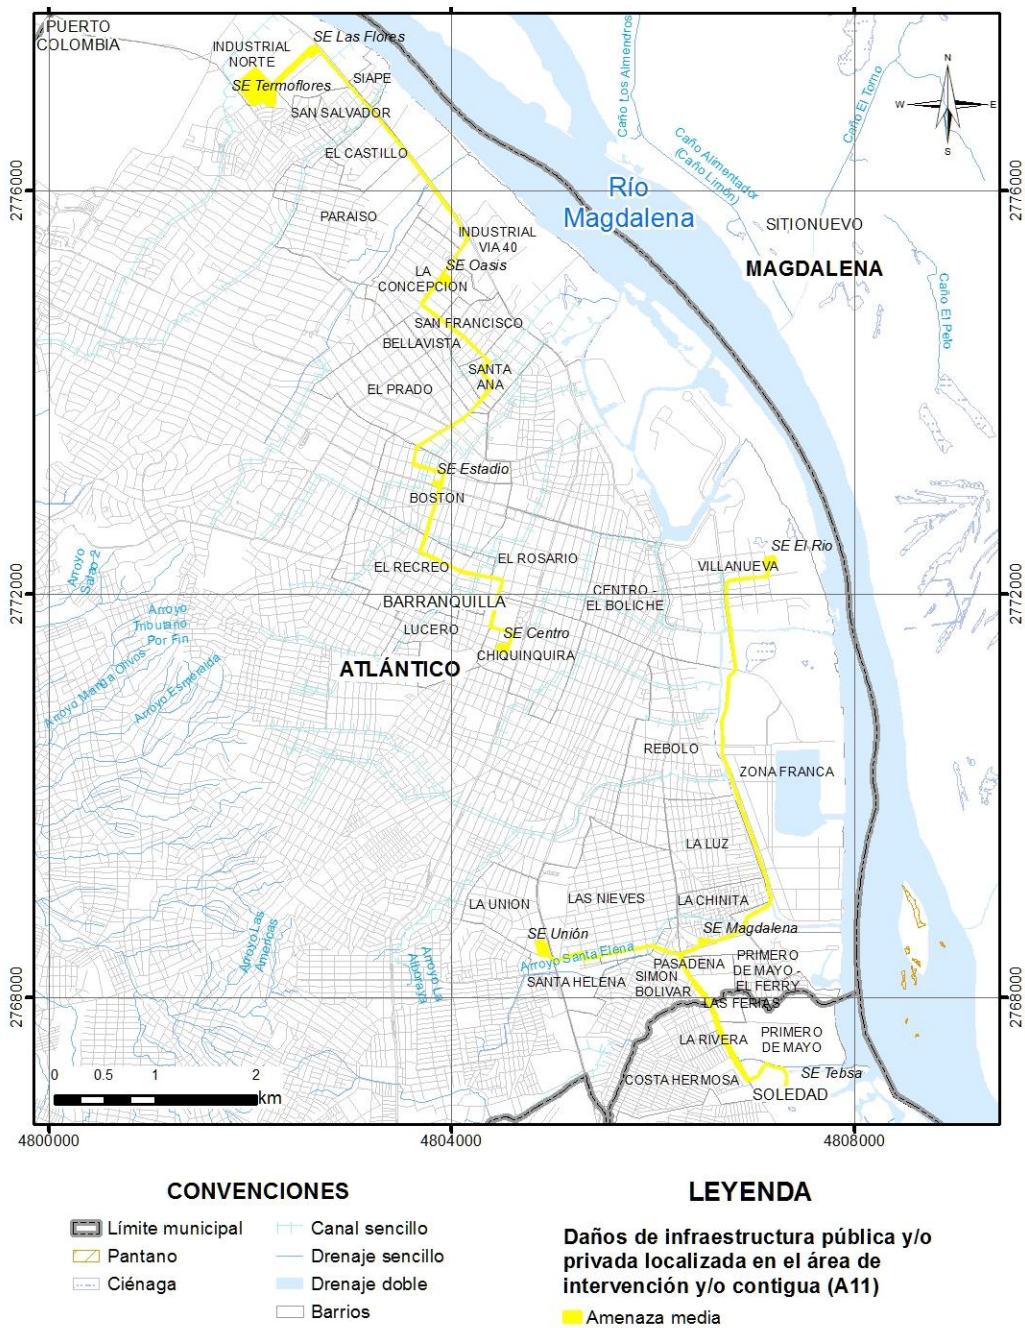 PUERTO
COLOMBIA
SE Las Flores
INDUSTRIAL
NORTE
SIAPE
SE Termoflores
SAN SALVADOR
EL CASTILLO
Caño Los Almendros
Caño El Torno
Caño Alimentador
(Caño Limón)
N
W
E
S
Río
Magdalena
PARAISO
SITIONUEVO
INDUSTRIAL
VIA 40
MAGDALENA
SE Oasis
LA
CONCEPCION
Caño El Pelo
SAN FRANCISCO
BELLAVISTA
SANTA
ANA
EL PRADO
SE Estadio
BOSTON
SE El Rio
EL ROSARIO
VILLANUEVA
EL RECREO
Arroyo
Salao 2
CENTRO -
EL BOLICHE
BARRANQUILLA
Arroyo
Tributario
Por Fin
LUCERO
SE Centro
CHIQUINQUIRA
ATLÁNTICO
Arroyo Manga Olivos
Arroyo Esmeralda
REBOLO
ZONA FRANCA
LA LUZ
LAS NIEVES
LA CHINITA
LA UNION
SE Unión
SE Magdalena
Arroyo Santa Elena
Arroyo Las
Americas
Arroyo La
Alboraya
PASADENA
PRIMERO
DE MAYO -
EL FERRY
SANTA HELENA
SIMON
BOLIVAR
LAS FERIAS
LA RIVERA
PRIMERO
DE MAYO
SE Tebsa
COSTA HERMOSA
SOLEDAD
0 0.5 1 2
km
2776000
2776000
2772000
2772000
2768000
2768000
4800000
4804000
4808000
CONVENCIONES
Límite municipal
Pantano
Ciénaga
Canal sencillo
Drenaje sencillo
Drenaje doble
Barrios
LEYENDA
Daños de infraestructura pública y/o
privada localizada en el área de
intervención y/o contigua (A11)
Amenaza media